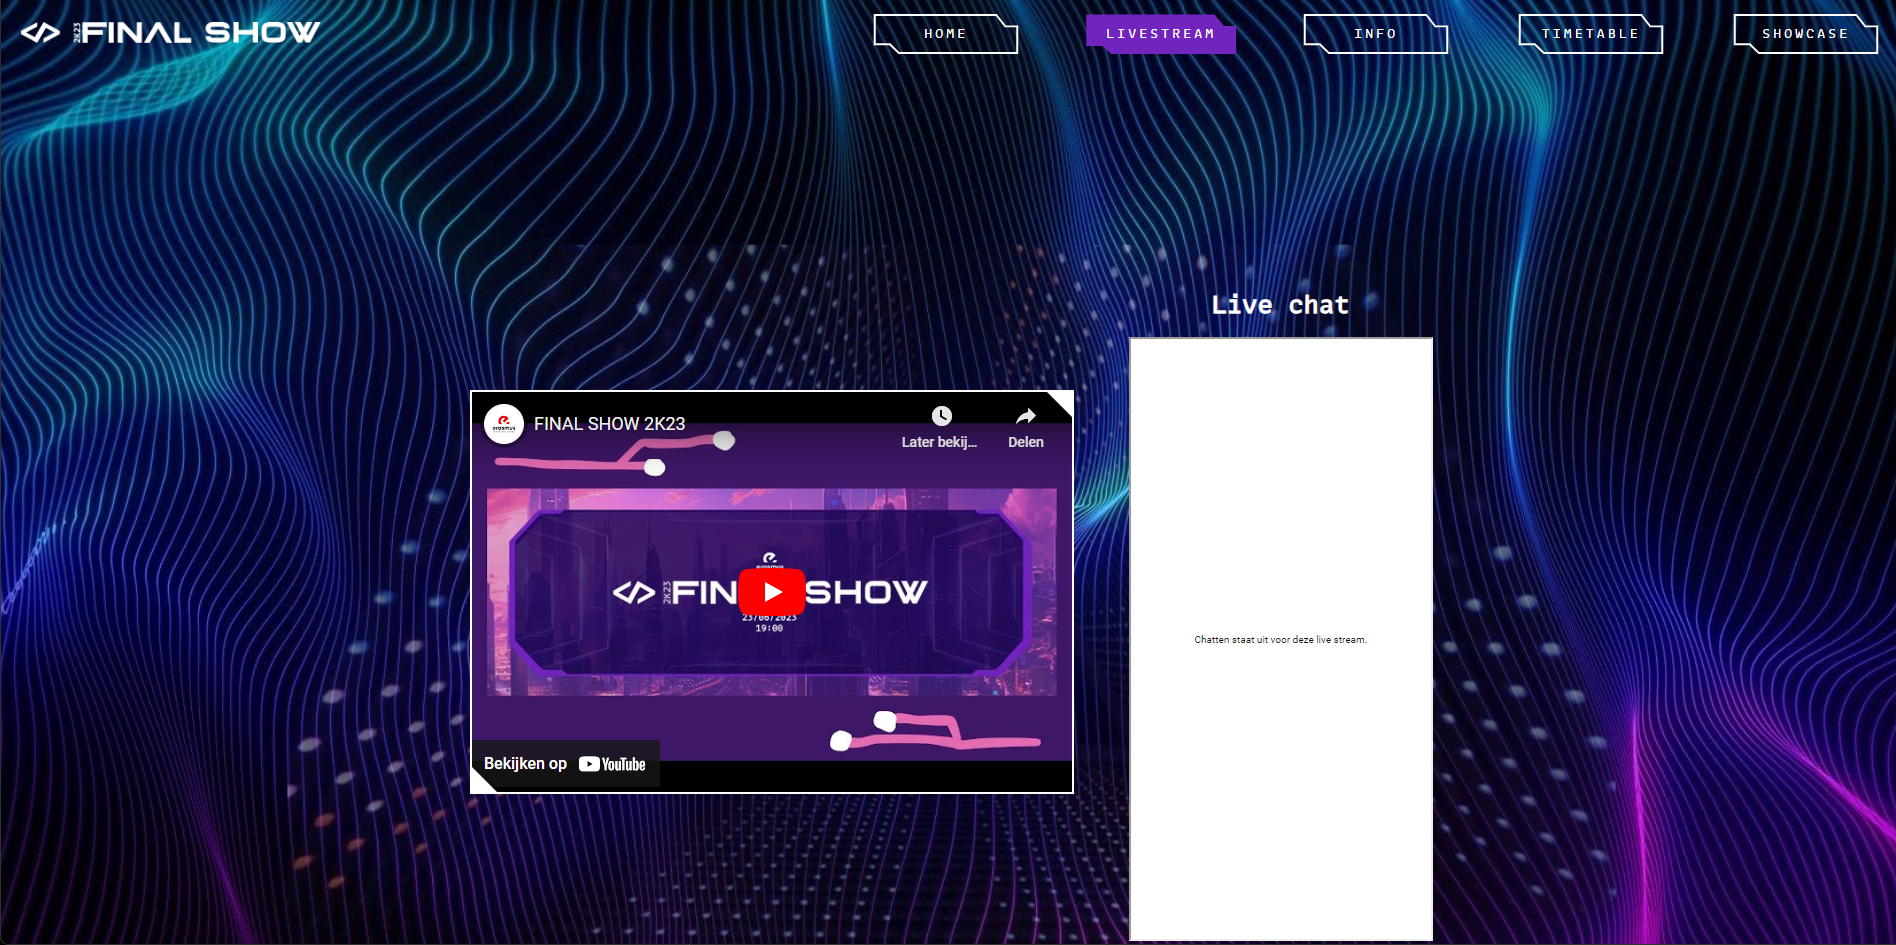 </> 2K23 FINAL SHOW
HOME
LIVESTREAM
INFO
TIMETABLE
SHOWCASE
Live chat
erasmus
FINAL SHOW 2K23
Later bekij...
Delen
</> 2K23 FIN SHOW
23/06/2023
19:00
Bekijken op YouTube
Chatten staat uit voor deze live stream.